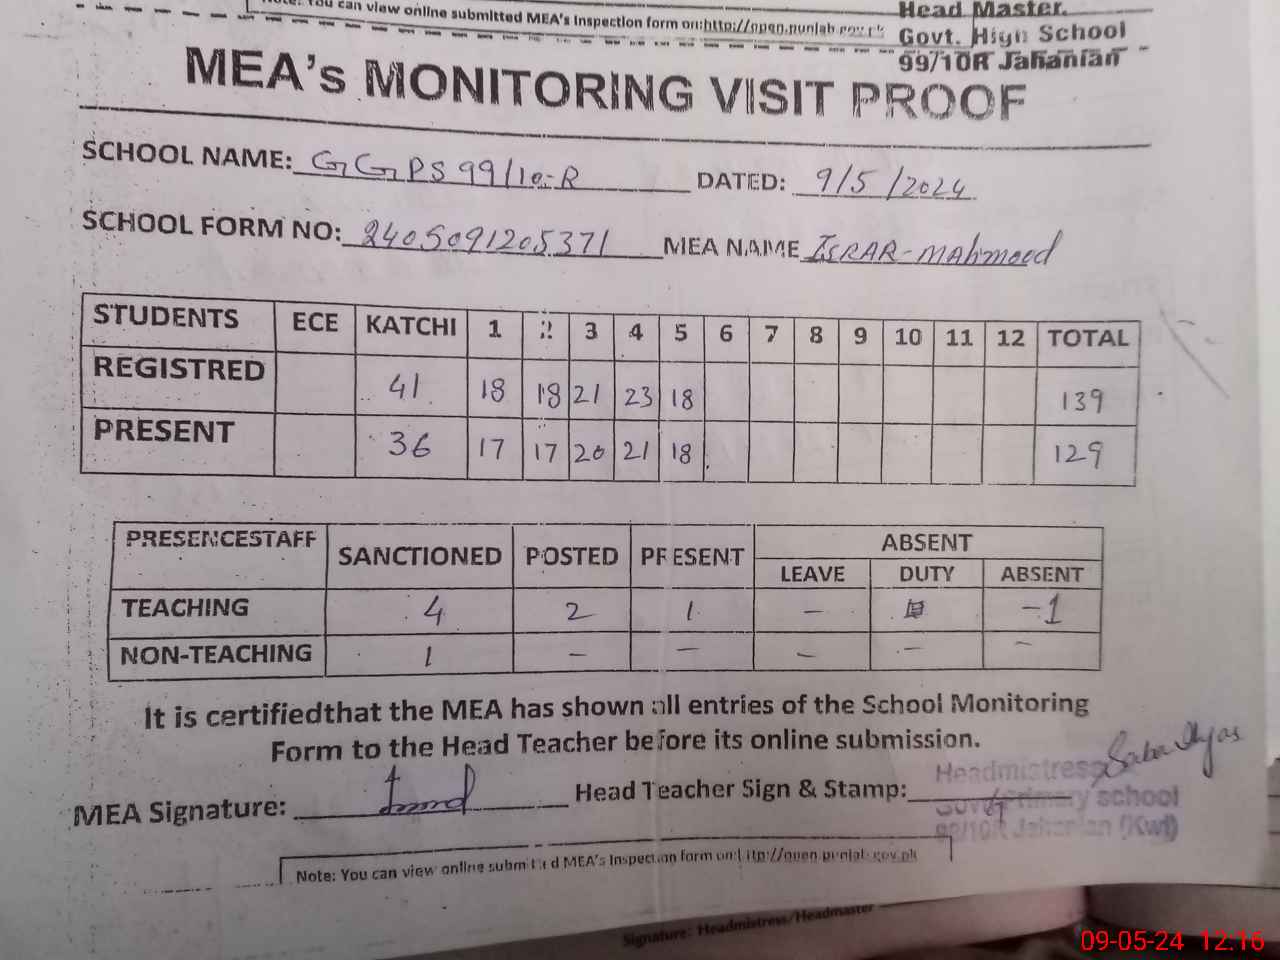 Note: You can view online submitted MEA's Inspection form on:http://open.punjab.gov.pk
Head Master.
Govt. High School
99/10R Jahanian
MEA's MONITORING VISIT PROOF
SCHOOL NAME: GGPS 99/10-R DATED: 9/5/2024
SCHOOL FORM NO: 2405091205371 MEA NAME ISRAR-Mahmood
STUDENTS ECE KATCHI 1 2 3 4 5 6 7 8 9 10 11 12 TOTAL
REGISTRED 41 18 18 21 23 18 139
PRESENT 36 17 17 20 21 18 129
PRESENCESTAFF SANCTIONED POSTED PRESENT ABSENT
LEAVE DUTY ABSENT
TEACHING 4 2 1 - -1
NON-TEACHING 1 - - - - -
It is certifiedthat the MEA has shown all entries of the School Monitoring
Form to the Head Teacher before its online submission.
MEA Signature: Head Teacher Sign & Stamp: Saba Ilyas
Headmistress
Govt Primary school
99/10R Jahanian (Kwl)
Note: You can view online submitted MEA's Inspection form on:http://open.punjab.gov.pk
Signature: Headmistress/Headmaster
09-05-24 12:16